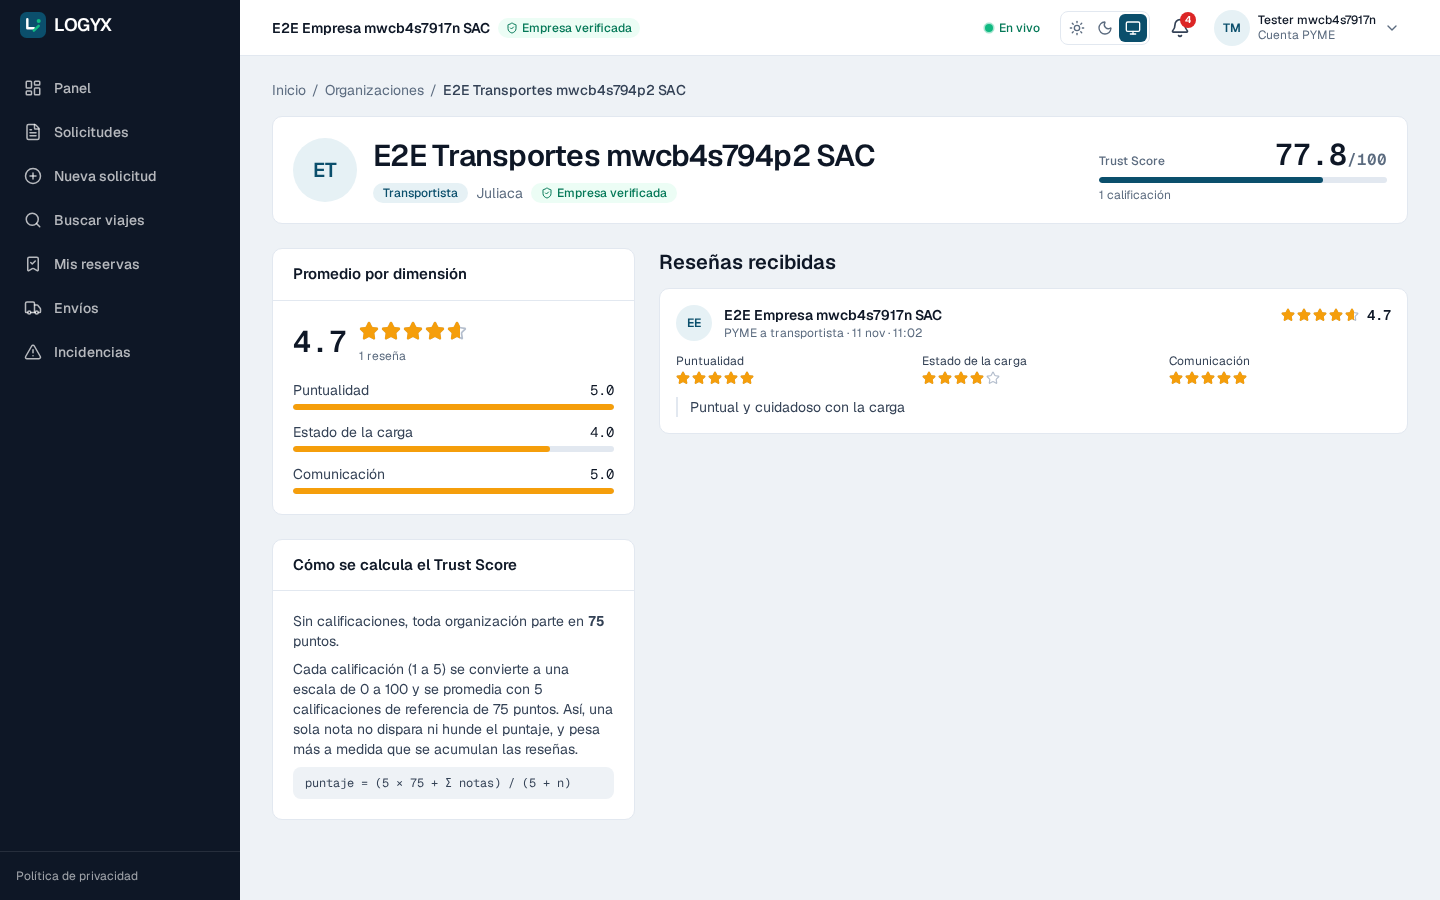 LOGYX
Panel
Solicitudes
Nueva solicitud
Buscar viajes
Mis reservas
Envíos
Incidencias
Política de privacidad
E2E Empresa mwcb4s7917n SAC
Empresa verificada
En vivo
4
TM
Tester mwcb4s7917n
Cuenta PYME
Inicio / Organizaciones / E2E Transportes mwcb4s794p2 SAC
ET
E2E Transportes mwcb4s794p2 SAC
Transportista
Juliaca
Empresa verificada
Trust Score
77.8/100
1 calificación
Promedio por dimensión
4.7
1 reseña
Puntualidad 5.0
Estado de la carga 4.0
Comunicación 5.0
Cómo se calcula el Trust Score
Sin calificaciones, toda organización parte en 75
puntos.
Cada calificación (1 a 5) se convierte a una
escala de 0 a 100 y se promedia con 5
calificaciones de referencia de 75 puntos. Así, una
sola nota no dispara ni hunde el puntaje, y pesa
más a medida que se acumulan las reseñas.
puntaje = (5 × 75 + Σ notas) / (5 + n)
Reseñas recibidas
EE
E2E Empresa mwcb4s7917n SAC
PYME a transportista · 11 nov · 11:02
4.7
Puntualidad
Estado de la carga
Comunicación
Puntual y cuidadoso con la carga